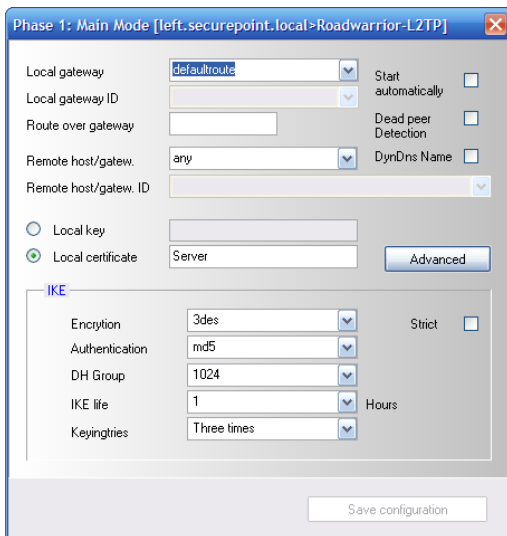 Phase 1: Main Mode [left.securepoint.local>Roadwarrior-L2TP]
Local gateway defaultroute Start automatically
Local gateway ID
Route over gateway Dead peer Detection
Remote host/gatew. any DynDns Name
Remote host/gatew. ID
Local key
Local certificate Server Advanced
IKE
Encrytion 3des Strict
Authentication md5
DH Group 1024
IKE life 1 Hours
Keyingtries Three times
Save configuration